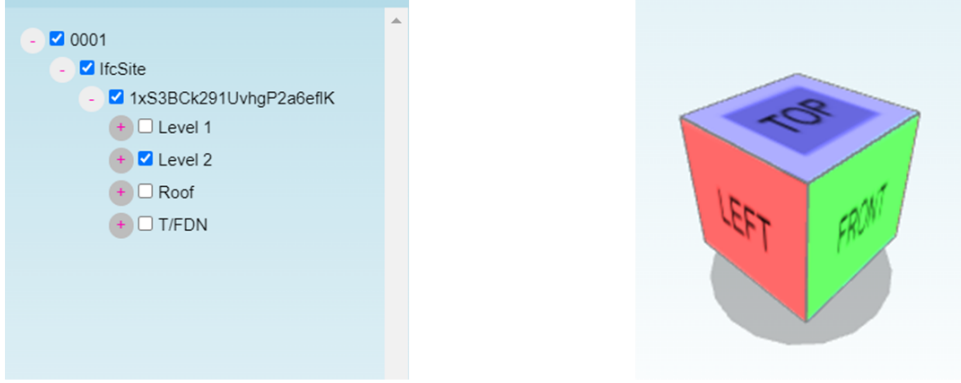 - 0001
- IfcSite
- 1xS3BCk291UvhgP2a6eflK
+ Level 1
+ Level 2
+ Roof
+ T/FDN
TOP
LEFT
FRONT